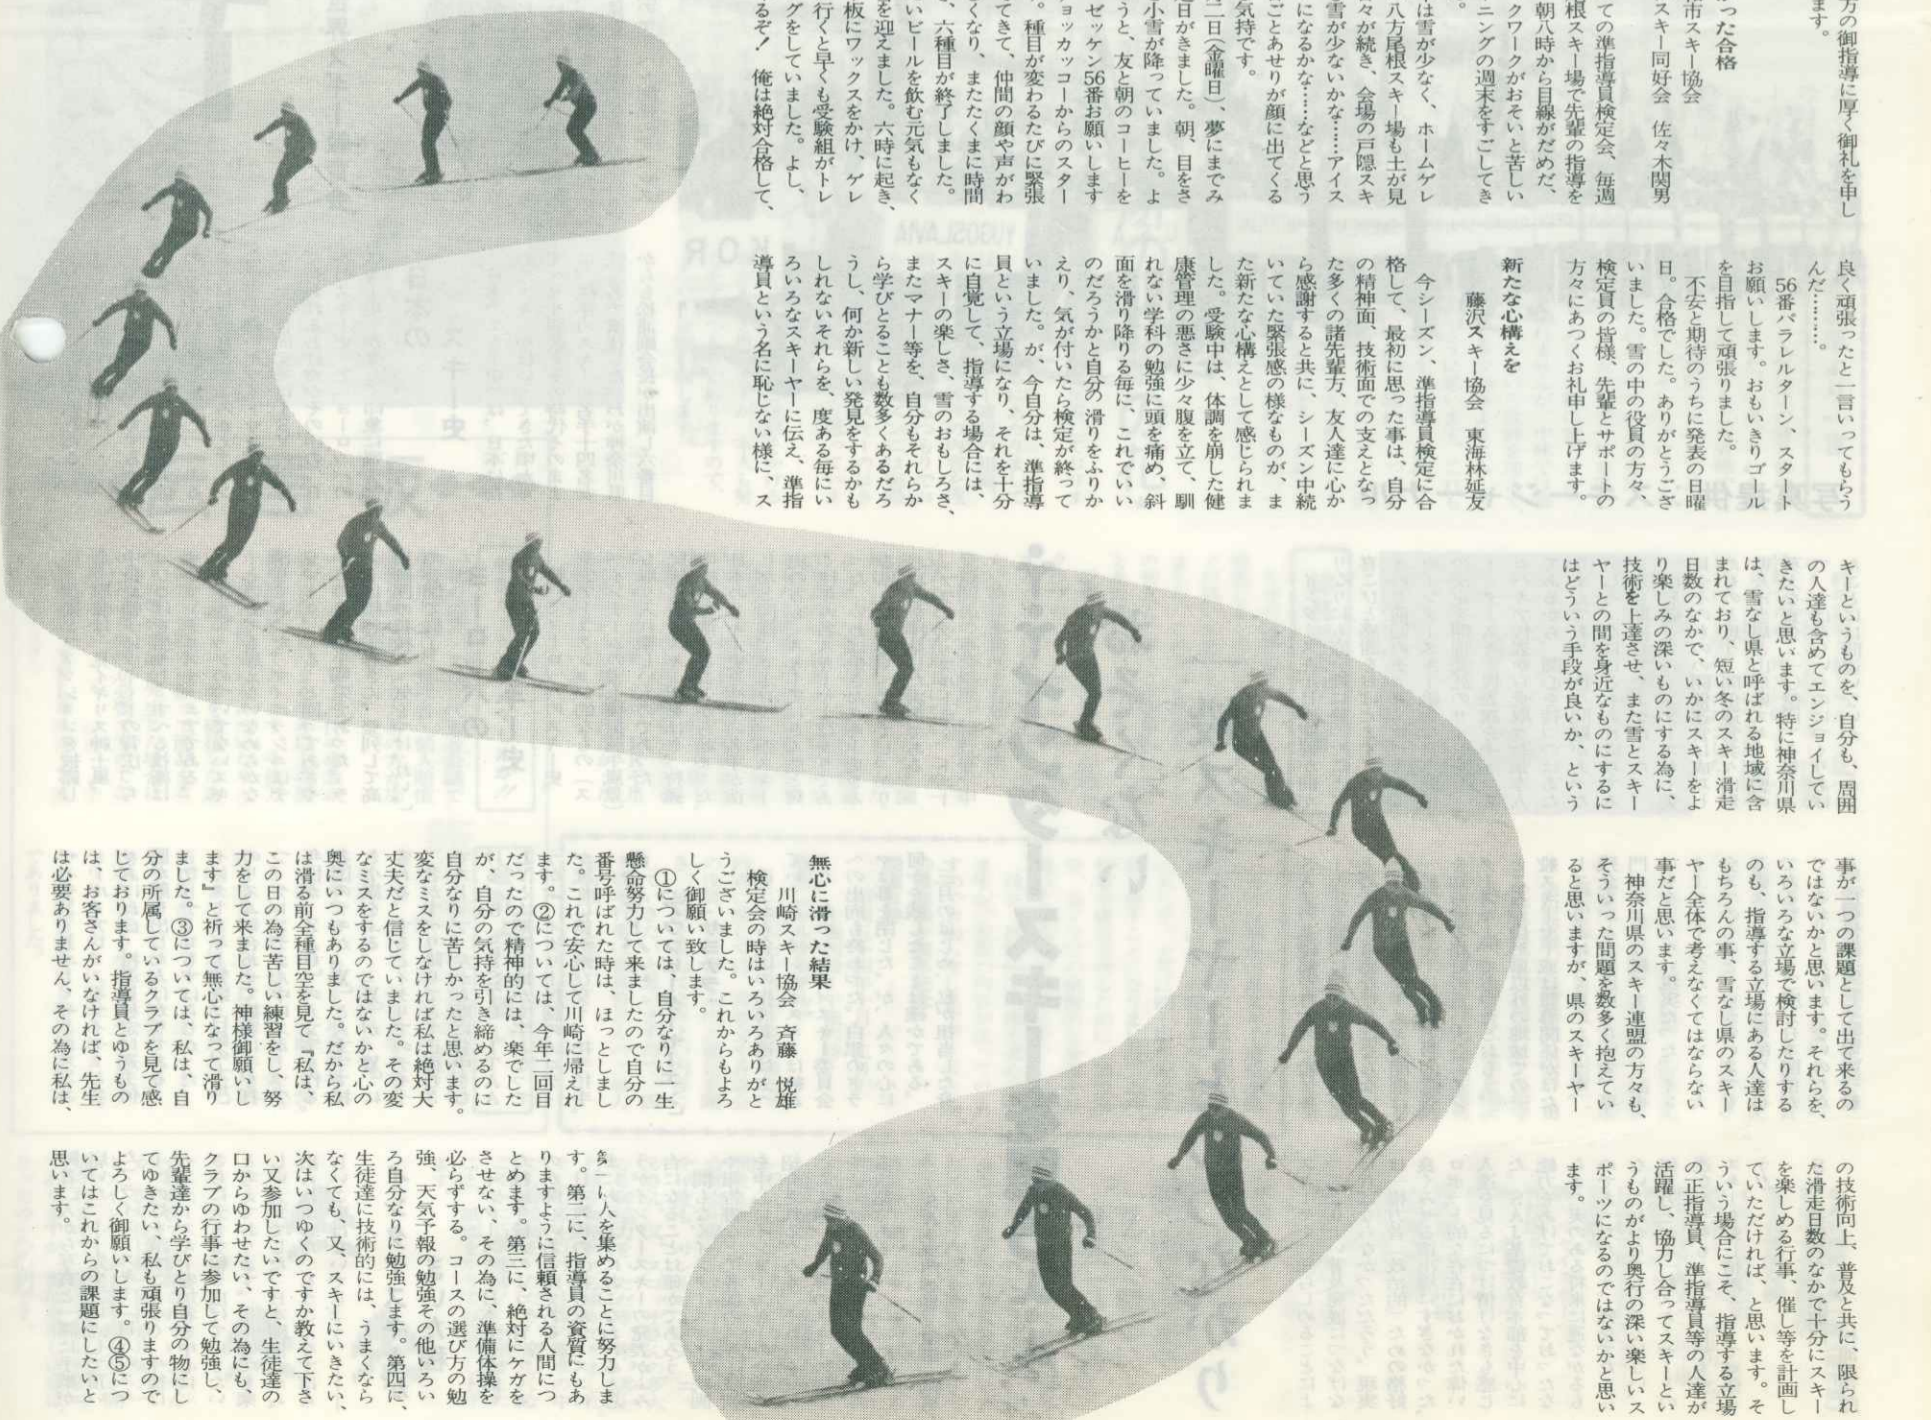 方の御指導に厚く御礼を申し
ます。
った合格
市スキー協会
スキー同好会　佐々木関男
ての準指導員検定会、毎週
根スキー場で先輩の指導を
朝八時から目線がだめだ、
クワークがおそいと苦しい
ニングの週末をすごしてき
は雪が少なく、ホームゲレ
八方尾根スキー場も土が見
々が続き、会場の戸隠スキ
雪が少ないかな……アイス
になるかな……などと思う
ごとあせりが顔に出てくる
気持です。
二日(金曜日)、夢にまでみ
日がきました。朝、目をさ
小雪が降っていました。よ
うと、友と朝のコーヒーを
ゼッケン56番お願いします
ョッカッコーからのスター
。種目が変わるたびに緊張
てきて、仲間の顔や声がわ
くなり、またたくまに時間
、六種目が終了しました。
いビールを飲む元気もなく
を迎えました。六時に起き、
板にワックスをかけ、ゲレ
行くと早くも受験組がトレ
グをしていました。よし、
るぞ！　俺は絶対合格して、
良く頑張ったと一言いってもらう
んだ………。
56番パラレルターン、スタート
お願いします。おもいきりゴール
を目指して頑張りました。
不安と期待のうちに発表の日曜
日。合格でした。ありがとうござ
いました。雪の中の役員の方々、
検定員の皆様、先輩とサポートの
方々にあつくお礼申し上げます。
新たな心構えを
藤沢スキー協会　東海林延友
今シーズン、準指導員検定に合
格して、最初に思った事は、自分
の精神面、技術面での支えとなっ
た多くの諸先輩方、友人達に心か
ら感謝すると共に、シーズン中続
いていた緊張感の様なものが、ま
た新たな心構えとして感じられま
した。受験中は、体調を崩した健
康管理の悪さに少々腹を立て、馴
れない学科の勉強に頭を痛め、斜
面を滑り降りる毎に、これでいい
のだろうかと自分の滑りをふりか
えり、気が付いたら検定が終って
いました。が、今自分は、準指導
員という立場になり、それを十分
に自覚して、指導する場合には、
スキーの楽しさ、雪のおもしろさ、
またマナー等を、自分もそれらか
ら学びとることも数多くあるだろ
うし、何か新しい発見をするかも
しれないそれらを、度ある毎にい
ろいろなスキーヤーに伝え、準指
導員という名に恥じない様に、ス
キーというものを、自分も、周囲
の人達も含めてエンジョイしてい
きたいと思います。特に神奈川県
は、雪なし県と呼ばれる地域に含
まれており、短い冬のスキー滑走
日数のなかで、いかにスキーをよ
り楽しみの深いものにする為に、
技術を上達させ、また雪とスキー
ヤーとの間を身近なものにするに
はどういう手段が良いか、という
事が一つの課題として出て来るの
ではないかと思います。それらを、
いろいろな立場で検討したりする
のも、指導する立場にある人達は
もちろんの事、雪なし県のスキー
ヤー全体で考えなくてはならない
事だと思います。
神奈川県のスキー連盟の方々も、
そういった問題を数多く抱えてい
ると思いますが、県のスキーヤー
の技術向上、普及と共に、限られ
た滑走日数のなかで十分にスキー
を楽しめる行事、催し等を計画し
ていただければ、と思います。そ
ういう場合にこそ、指導する立場
の正指導員、準指導員等の人達が
活躍し、協力し合ってスキーとい
うものがより奥行の深い楽しいス
ポーツになるのではないかと思い
ます。
無心に滑った結果
川崎スキー協会　斉藤　悦雄
検定会の時はいろいろありがと
うございました。これからもよろ
しく御願い致します。
①については、自分なりに一生
懸命努力して来ましたので自分の
番号呼ばれた時は、ほっとしまし
た。これで安心して川崎に帰えれ
ます。②については、今年二回目
だったので精神的には、楽でした
が、自分の気持を引き締めるのに
自分なりに苦しかったと思います。
変なミスをしなければ私は絶対大
丈夫だと信じていました。その変
なミスをするのではないかと心の
奥にいつもありました。だから私
は滑る前全種目空を見て『私は、
この日の為に苦しい練習をし、努
力をして来ました。神様御願いし
ます』と祈って無心になって滑り
ました。③については、私は、自
分の所属しているクラブを見て感
じております。指導員とゆうもの
は、お客さんがいなければ、先生
は必要ありません、その為に私は、
人を集めることに努力しま
す。第二に、指導員の資質にもあ
りますように信頼される人間につ
とめます。第三に、絶対にケガを
させない、その為に、準備体操を
必らずする。コースの選び方の勉
強、天気予報の勉強その他いろい
ろ自分なりに勉強します。第四に、
生徒達に技術的には、うまくなら
なくても、又、スキーにいきたい、
次はいつゆくのですか教えて下さ
い又参加したいですと、生徒達の
口からゆわせたい、その為にも、
クラブの行事に参加して勉強し、
先輩達から学びとり自分の物にし
てゆきたい、私も頑張りますので
よろしく御願いします。④⑤につ
いてはこれからの課題にしたいと
思います。